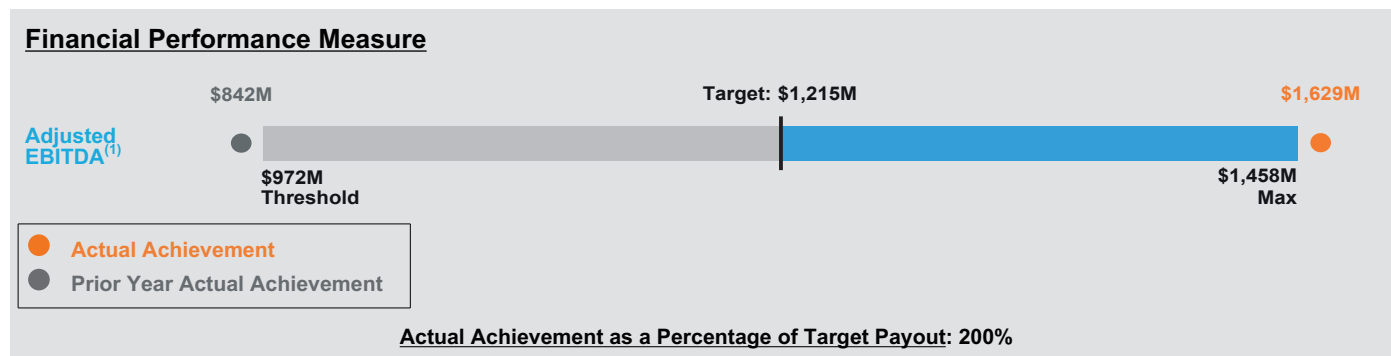 Financial Performance Measure
$842M
Target: $1,215M
$1,629M
Adjusted
EBITDA(1)
$972M
Threshold
$1,458M
Max
Actual Achievement
Prior Year Actual Achievement
Actual Achievement as a Percentage of Target Payout: 200%